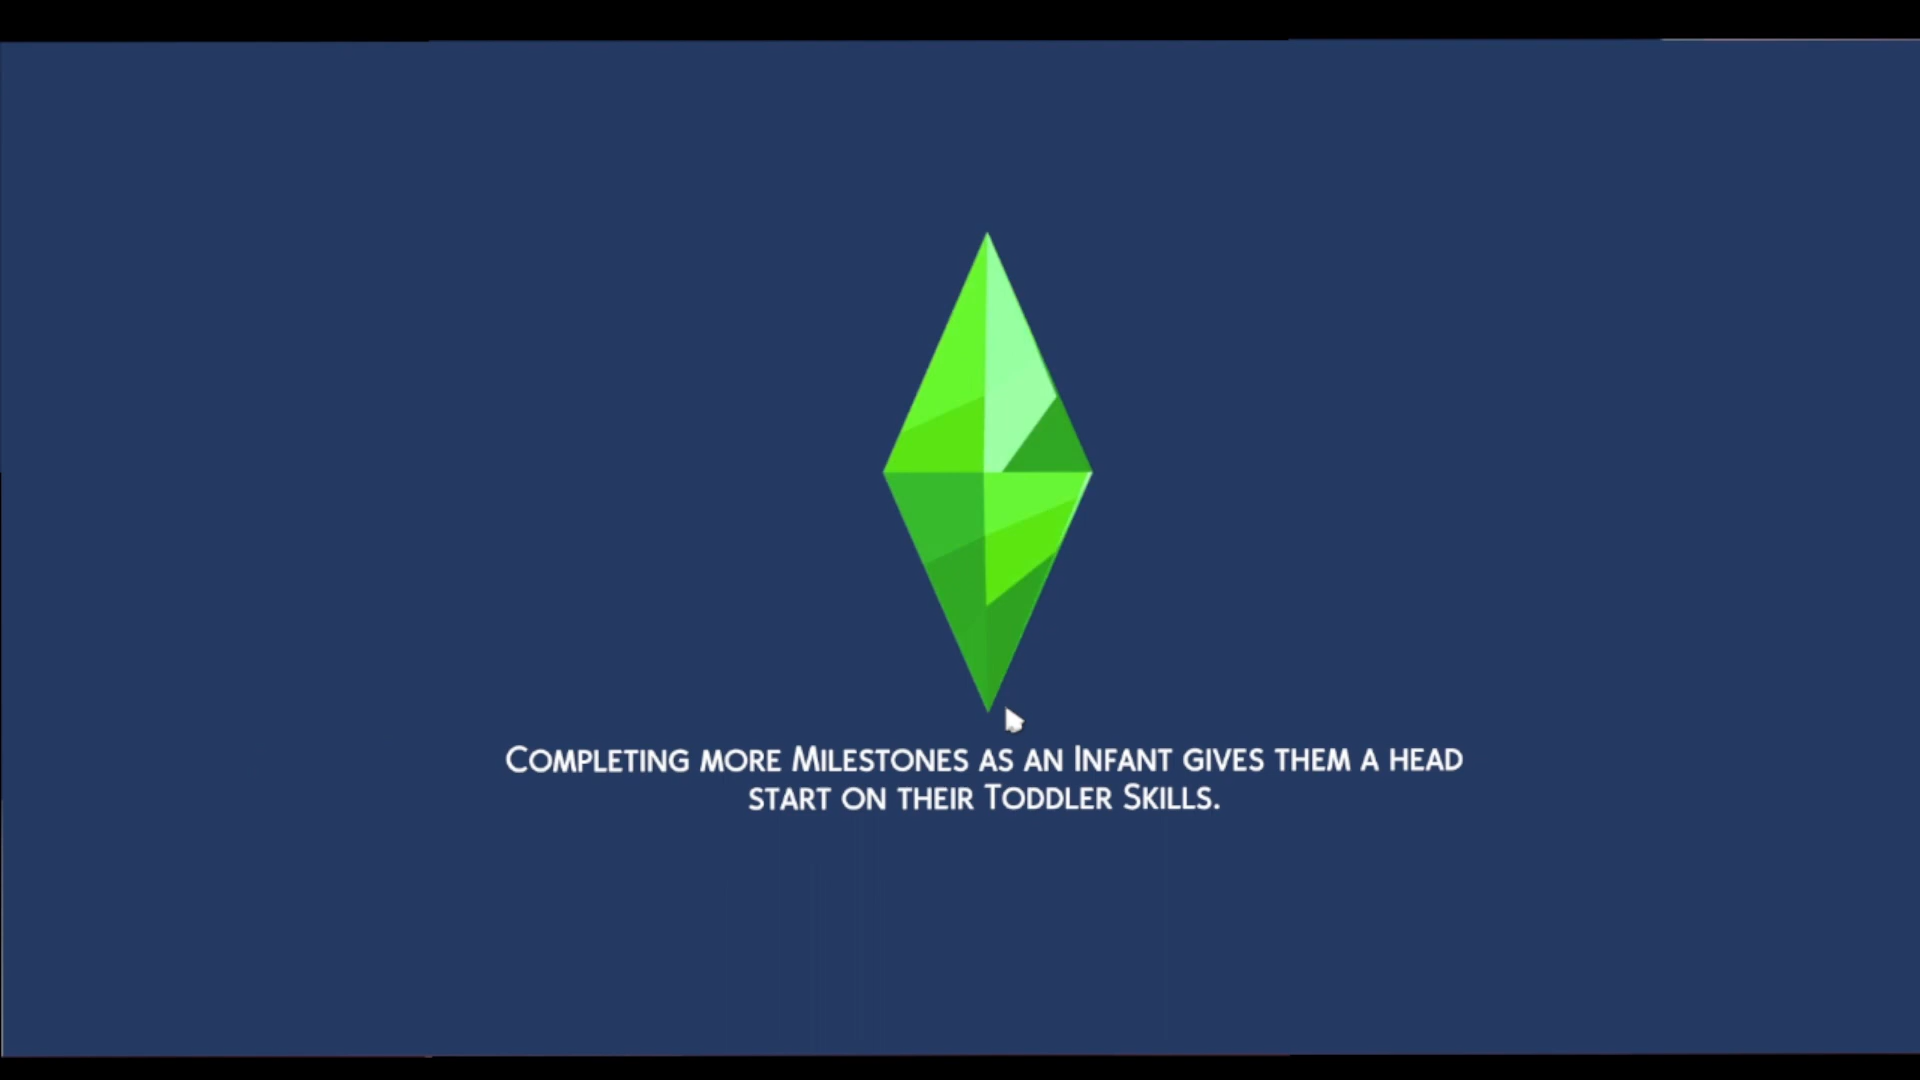 Completing more Milestones as an Infant gives them a head
start on their Toddler Skills.